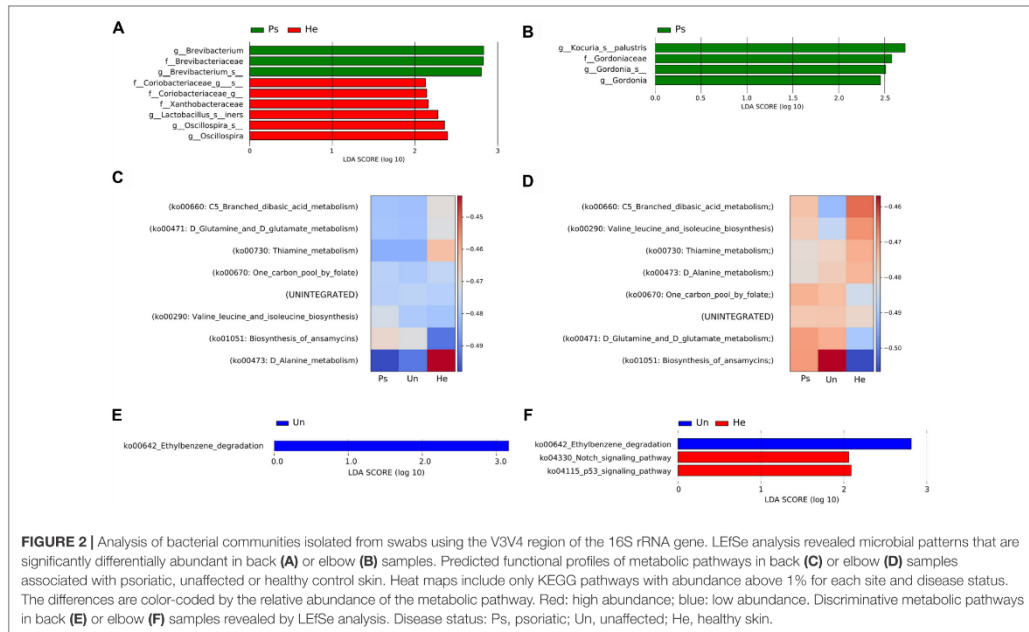 A
Ps He
g__Brevibacterium
f__Brevibacteriaceae
g__Brevibacterium_s__
f__Coriobacteriaceae_g___s__
f__Coriobacteriaceae_g__
f__Xanthobacteraceae
g__Lactobacillus_s__iners
g__Oscillospira_s__
g__Oscillospira
0 1 2 3
LDA SCORE (log 10)
B
Ps
g__Kocuria_s__palustris
f__Gordoniaceae
g__Gordonia_s__
g__Gordonia
0.0 0.5 1.0 1.5 2.0 2.5
LDA SCORE (log 10)
C
(ko00660: C5_Branched_dibasic_acid_metabolism)
(ko00471: D_Glutamine_and_D_glutamate_metabolism)
(ko00730: Thiamine_metabolism)
(ko00670: One_carbon_pool_by_folate)
(UNINTEGRATED)
(ko00290: Valine_leucine_and_isoleucine_biosynthesis)
(ko01051: Biosynthesis_of_ansamycins)
(ko00473: D_Alanine_metabolism)
Ps Un He
−0.45
−0.46
−0.47
−0.48
−0.49
D
(ko00660: C5_Branched_dibasic_acid_metabolism;)
(ko00290: Valine_leucine_and_isoleucine_biosynthesis)
(ko00730: Thiamine_metabolism;)
(ko00473: D_Alanine_metabolism;)
(ko00670: One_carbon_pool_by_folate;)
(UNINTEGRATED)
(ko00471: D_Glutamine_and_D_glutamate_metabolism;)
(ko01051: Biosynthesis_of_ansamycins;)
Ps Un He
−0.46
−0.47
−0.48
−0.49
−0.50
E
Un
ko00642_Ethylbenzene_degradation
0.0 1.0 2.0 3.0
LDA SCORE (log 10)
F
Un He
ko00642_Ethylbenzene_degradation
ko04330_Notch_signaling_pathway
ko04115_p53_signaling_pathway
0 1 2 3
LDA SCORE (log 10)
FIGURE 2 | Analysis of bacterial communities isolated from swabs using the V3V4 region of the 16S rRNA gene. LEfSe analysis revealed microbial patterns that are
significantly differentially abundant in back (A) or elbow (B) samples. Predicted functional profiles of metabolic pathways in back (C) or elbow (D) samples
associated with psoriatic, unaffected or healthy control skin. Heat maps include only KEGG pathways with abundance above 1% for each site and disease status.
The differences are color-coded by the relative abundance of the metabolic pathway. Red: high abundance; blue: low abundance. Discriminative metabolic pathways
in back (E) or elbow (F) samples revealed by LEfSe analysis. Disease status: Ps, psoriatic; Un, unaffected; He, healthy skin.